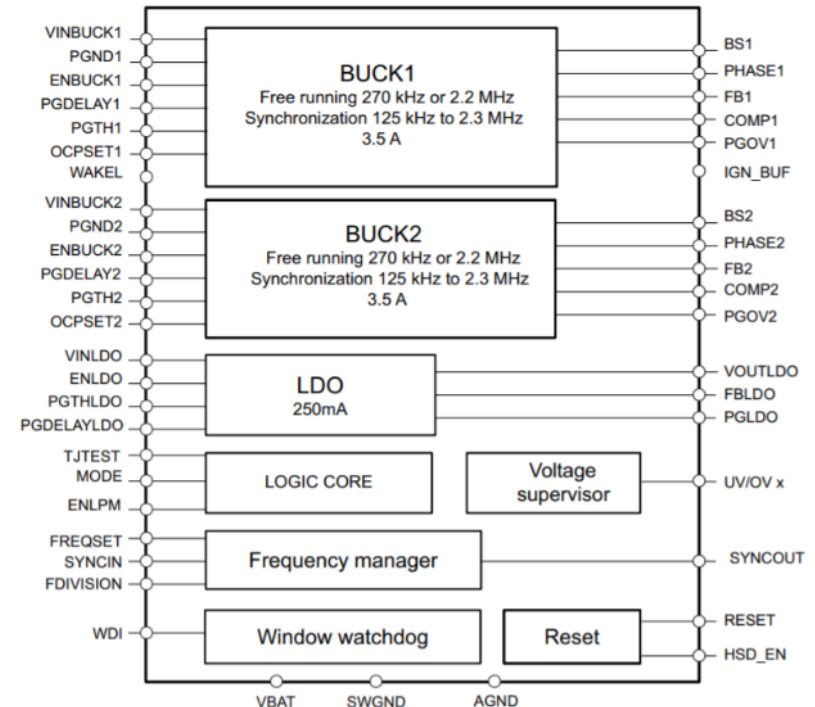 VINBUCK1
PGND1
ENBUCK1
PGDELAY1
PGTH1
OCPSET1
WAKEL
BUCK1
Free running 270 kHz or 2.2 MHz
Synchronization 125 kHz to 2.3 MHz
3.5 A
BS1
PHASE1
FB1
COMP1
PGOV1
IGN_BUF
VINBUCK2
PGND2
ENBUCK2
PGDELAY2
PGTH2
OCPSET2
BUCK2
Free running 270 kHz or 2.2 MHz
Synchronization 125 kHz to 2.3 MHz
3.5 A
BS2
PHASE2
FB2
COMP2
PGOV2
VINLDO
ENLDO
PGTHLDO
PGDELAYLDO
LDO
250mA
VOUTLDO
FBLDO
PGLDO
TJTEST
MODE
ENLPM
LOGIC CORE
Voltage
supervisor
UV/OV x
FREQSET
SYNCIN
FDIVISION
Frequency manager
SYNCOUT
WDI
Window watchdog
Reset
RESET
HSD_EN
VBAT
SWGND
AGND